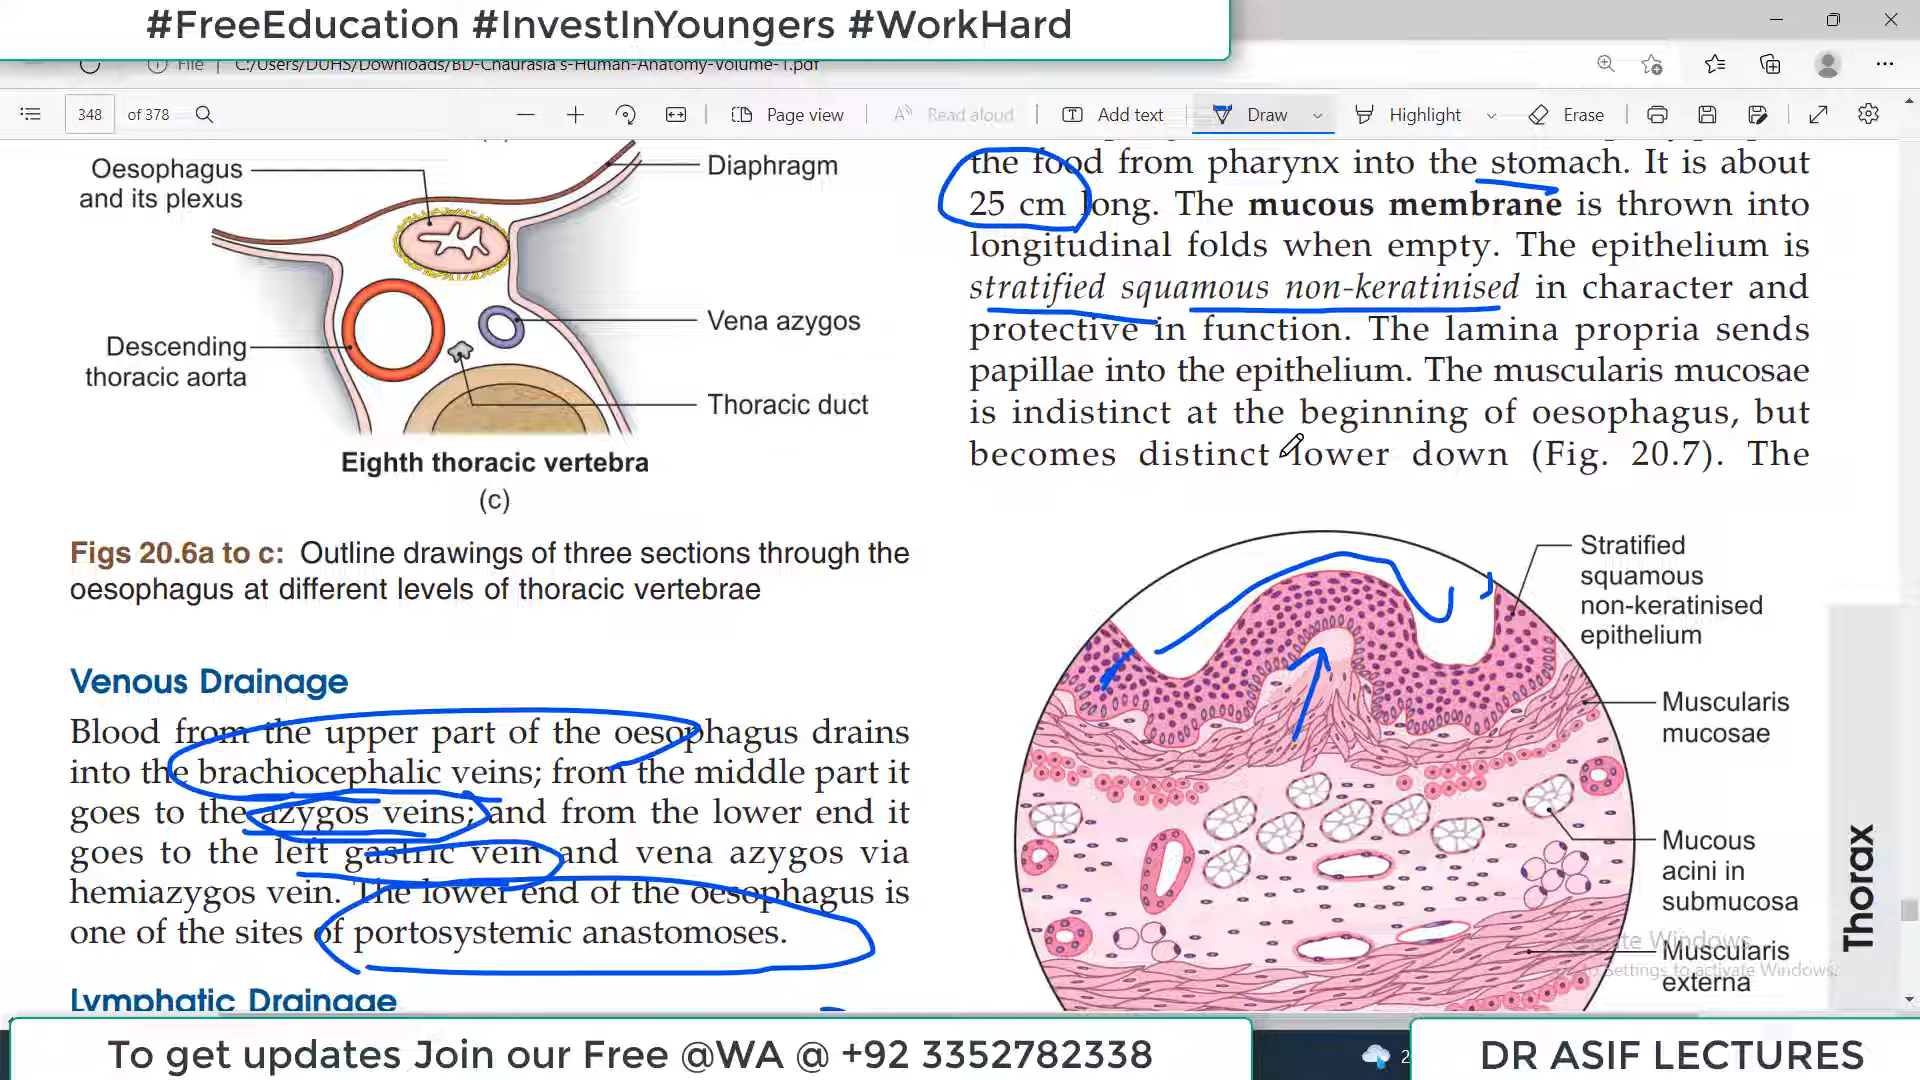 #FreeEducation #InvestInYoungers #WorkHard
File
C:/Users/DUHS/Downloads/BD-Chaurasia's-Human-Anatomy-Volume-1.pdf
348 of 378
Page view
Read aloud
Add text
Draw
Highlight
Erase
Oesophagus
and its plexus
Diaphragm
Vena azygos
Descending
thoracic aorta
Thoracic duct
Eighth thoracic vertebra
(c)
Figs 20.6a to c: Outline drawings of three sections through the
oesophagus at different levels of thoracic vertebrae
Venous Drainage
Blood from the upper part of the oesophagus drains
into the brachiocephalic veins; from the middle part it
goes to the azygos veins; and from the lower end it
goes to the left gastric vein and vena azygos via
hemiazygos vein. The lower end of the oesophagus is
one of the sites of portosystemic anastomoses.
Lymphatic Drainage
the food from pharynx into the stomach. It is about
25 cm long. The mucous membrane is thrown into
longitudinal folds when empty. The epithelium is
stratified squamous non-keratinised in character and
protective in function. The lamina propria sends
papillae into the epithelium. The muscularis mucosae
is indistinct at the beginning of oesophagus, but
becomes distinct lower down (Fig. 20.7). The
Stratified
squamous
non-keratinised
epithelium
Muscularis
mucosae
Mucous
acini in
submucosa
Muscularis
externa
Thorax
Activate Windows
Go to Settings to activate Windows.
To get updates Join our Free @WA @ +92 3352782338
DR ASIF LECTURES